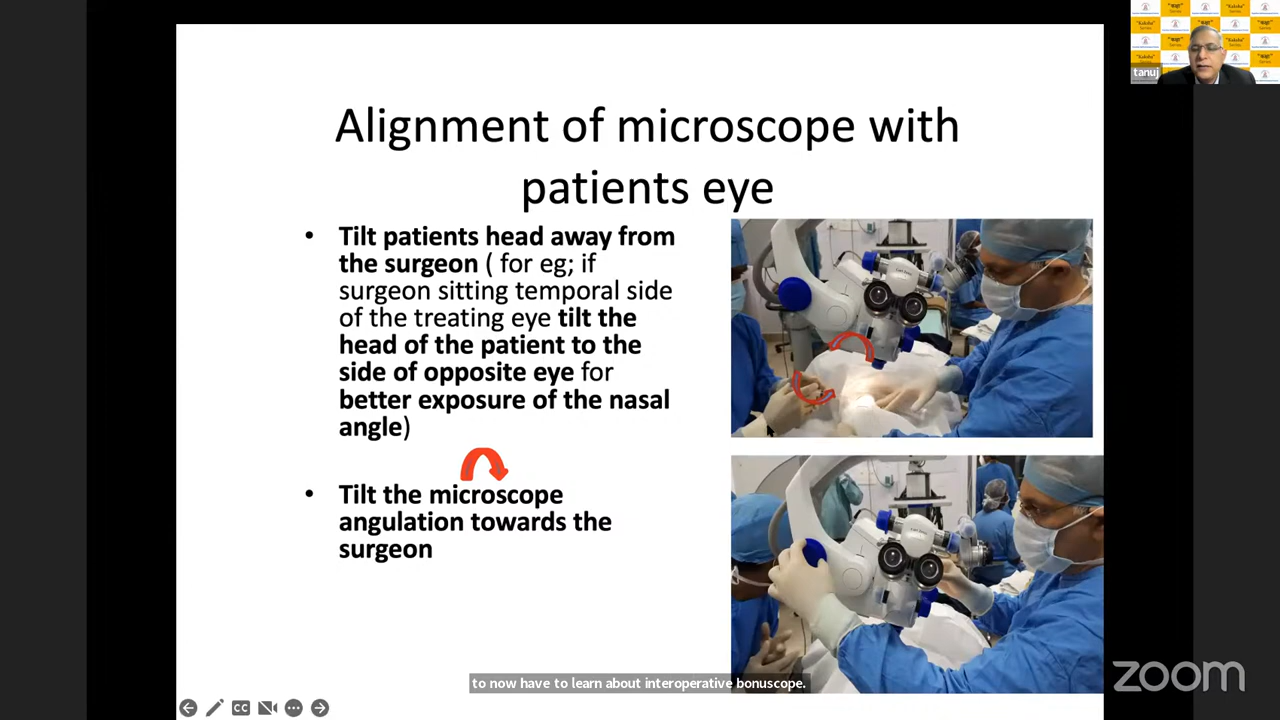 Alignment of microscope with
patients eye
• Tilt patients head away from
the surgeon ( for eg; if
surgeon sitting temporal side
of the treating eye tilt the
head of the patient to the
side of opposite eye for
better exposure of the nasal
angle)
• Tilt the microscope
angulation towards the
surgeon
to now have to learn about interoperative bonuscope.
tanuj
CC
zoom